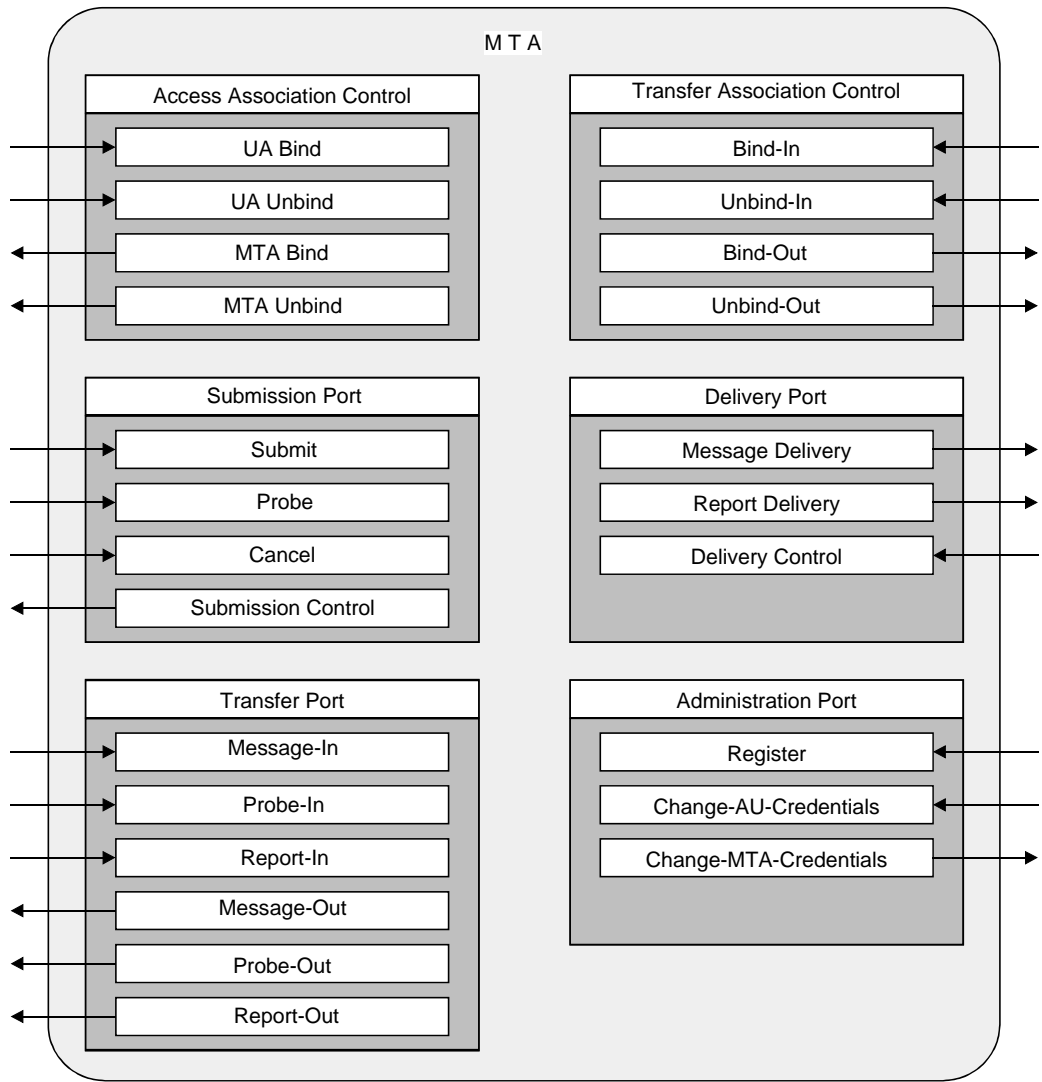 M T A
Access Association Control
UA Bind
UA Unbind
MTA Bind
MTA Unbind
Transfer Association Control
Bind-In
Unbind-In
Bind-Out
Unbind-Out
Submission Port
Submit
Probe
Cancel
Submission Control
Delivery Port
Message Delivery
Report Delivery
Delivery Control
Transfer Port
Message-In
Probe-In
Report-In
Message-Out
Probe-Out
Report-Out
Administration Port
Register
Change-AU-Credentials
Change-MTA-Credentials